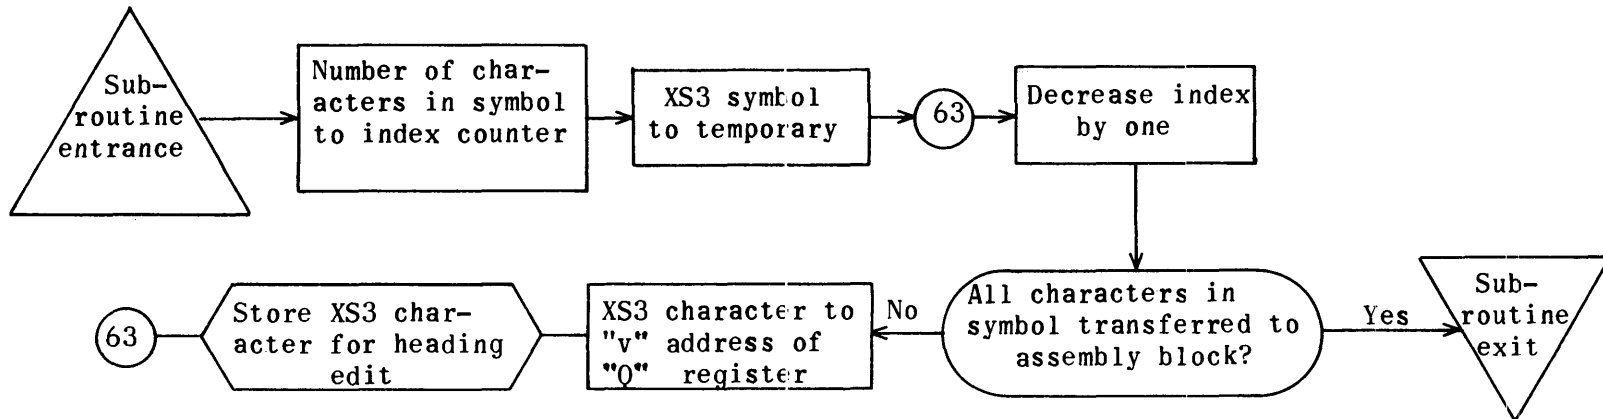 Sub-
routine
entrance
Number of char-
acters in symbol
to index counter
XS3 symbol
to temporary
63
Decrease index
by one
All characters in
symbol transferred to
assembly block?
Yes
Sub-
routine
exit
No
XS3 character to
"v" address of
"Q" register
Store XS3 char-
acter for heading
edit
63